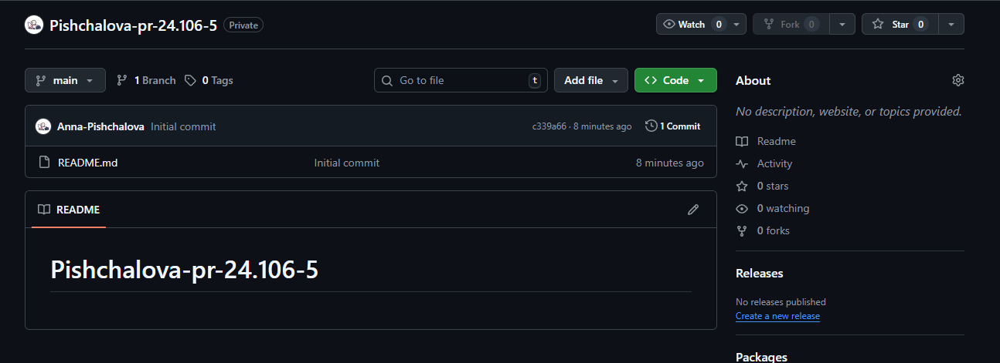 Pishchalova-pr-24.106-5 Private Watch 0 Fork 0 Star 0
main 1 Branch 0 Tags Go to file t Add file Code
Anna-Pishchalova Initial commit c339a66 · 8 minutes ago 1 Commit
README.md Initial commit 8 minutes ago
README
Pishchalova-pr-24.106-5
About
No description, website, or topics provided.
Readme
Activity
0 stars
0 watching
0 forks
Releases
No releases published
Create a new release
Packages